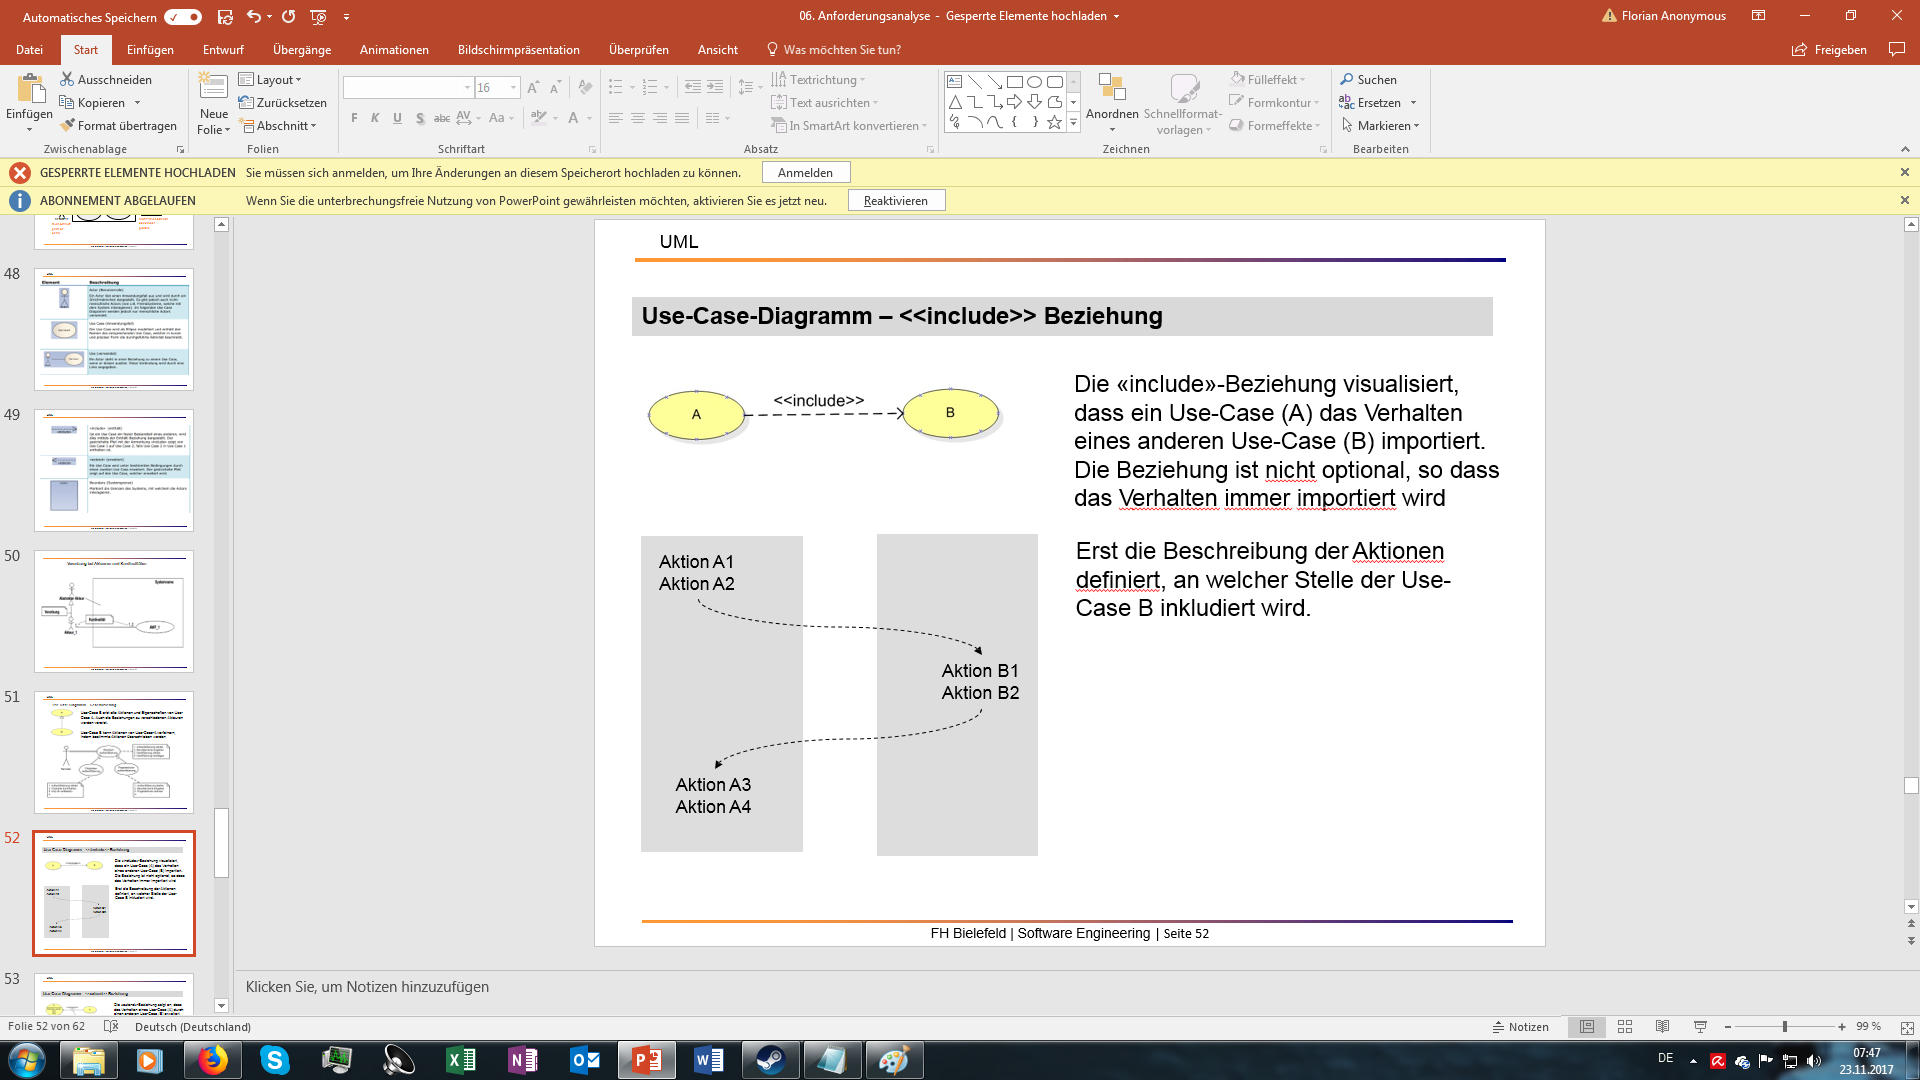 Automatisches Speichern
06. Anforderungsanalyse - Gesperrte Elemente hochladen
Florian Anonymous
Datei
Start
Einfügen
Entwurf
Übergänge
Animationen
Bildschirmpräsentation
Überprüfen
Ansicht
Was möchten Sie tun?
Freigeben
Einfügen
Ausschneiden
Kopieren
Format übertragen
Zwischenablage
Neue
Folie
Layout
Zurücksetzen
Abschnitt
Folien
16
F K U S abc AV Aa A
Schriftart
Textrichtung
Text ausrichten
In SmartArt konvertieren
Absatz
Anordnen
Schnellformat-
vorlagen
Fülleffekt
Formkontur
Formeffekte
Zeichnen
Suchen
Ersetzen
Markieren
Bearbeiten
GESPERRTE ELEMENTE HOCHLADEN Sie müssen sich anmelden, um Ihre Änderungen an diesem Speicherort hochladen zu können. Anmelden
ABONNEMENT ABGELAUFEN Wenn Sie die unterbrechungsfreie Nutzung von PowerPoint gewährleisten möchten, aktivieren Sie es jetzt neu. Reaktivieren
48
Element Beschreibung
49
50
51
52
53
UML
Use-Case-Diagramm – <<include>> Beziehung
A
<<include>>
B
Die «include»-Beziehung visualisiert,
dass ein Use-Case (A) das Verhalten
eines anderen Use-Case (B) importiert.
Die Beziehung ist nicht optional, so dass
das Verhalten immer importiert wird
Erst die Beschreibung der Aktionen
definiert, an welcher Stelle der Use-
Case B inkludiert wird.
Aktion A1
Aktion A2
Aktion B1
Aktion B2
Aktion A3
Aktion A4
FH Bielefeld | Software Engineering | Seite 52
Klicken Sie, um Notizen hinzuzufügen
Folie 52 von 62
Deutsch (Deutschland)
Notizen
99 %
DE
07:47
23.11.2017